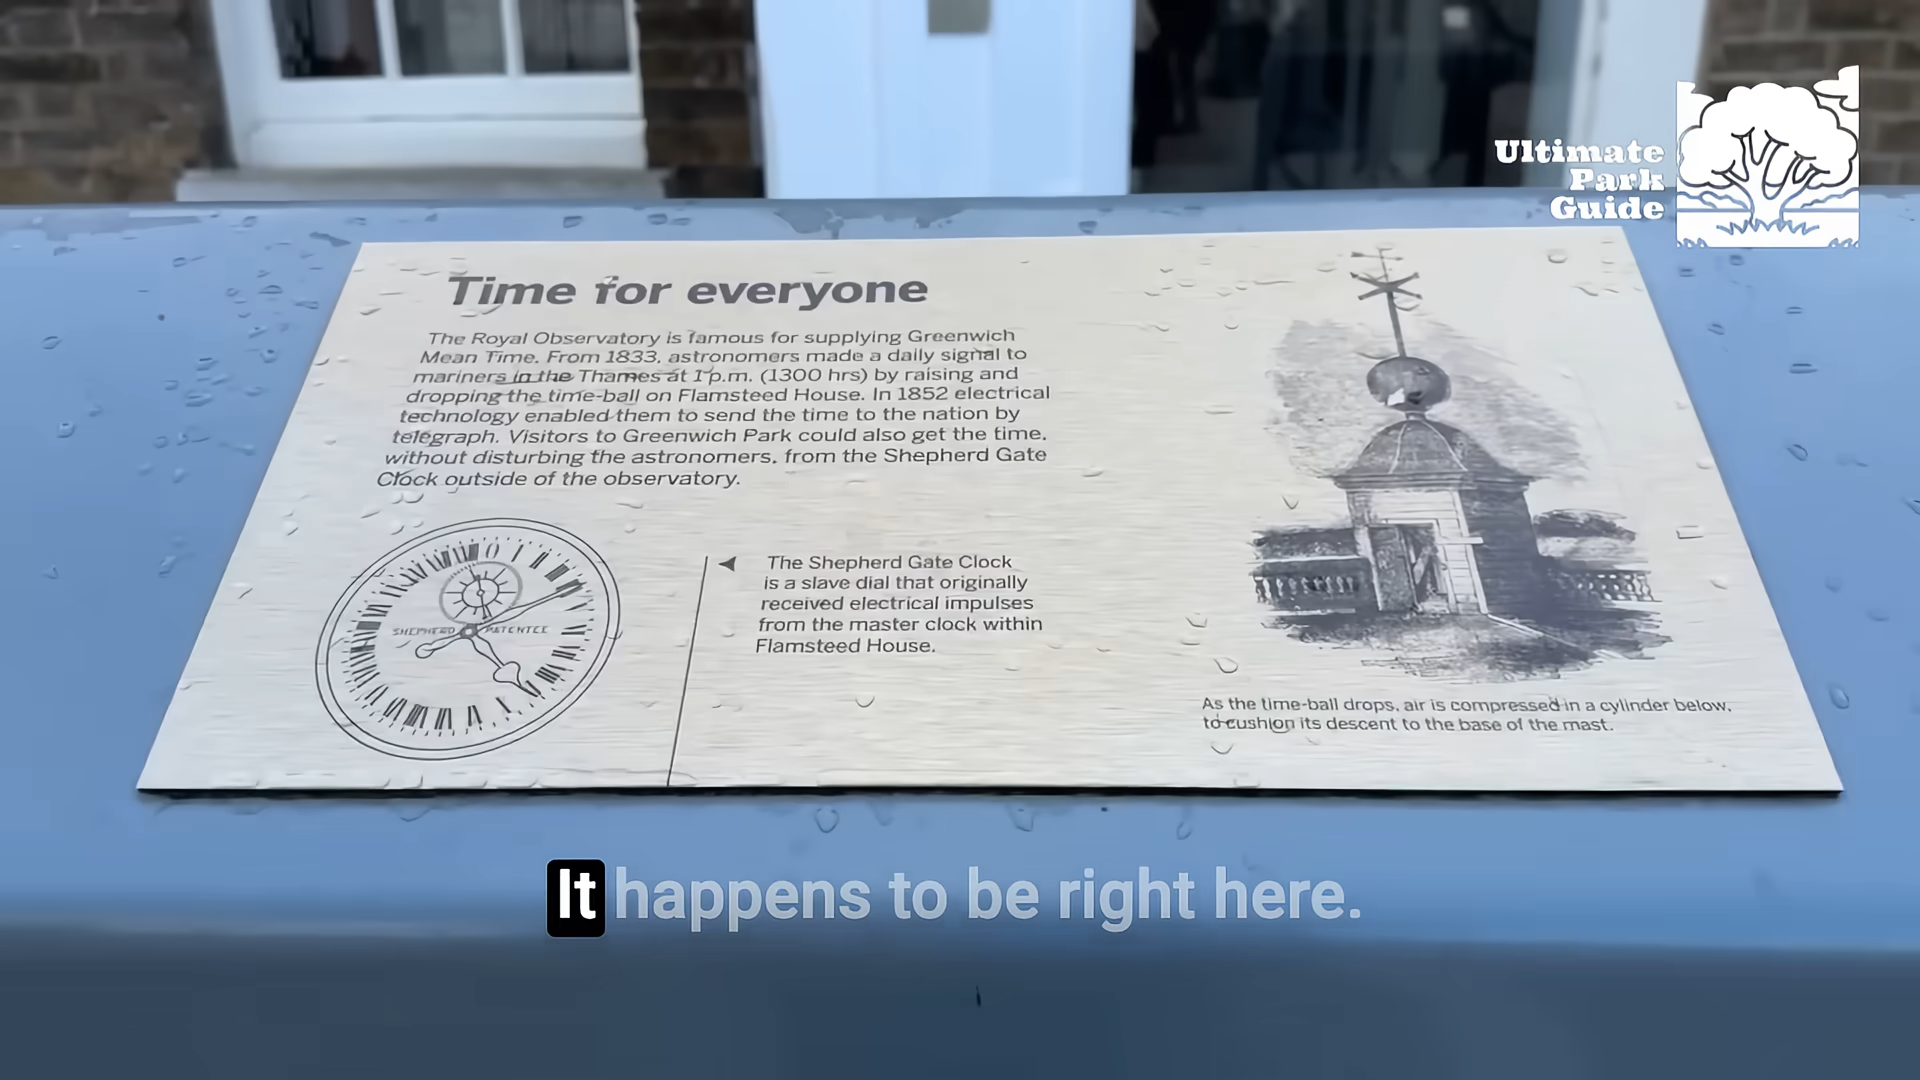 Ultimate
Park
Guide
Time for everyone
The Royal Observatory is famous for supplying Greenwich
Mean Time. From 1833, astronomers made a daily signal to
mariners in the Thames at 1 p.m. (1300 hrs) by raising and
dropping the time-ball on Flamsteed House. In 1852 electrical
technology enabled them to send the time to the nation by
telegraph. Visitors to Greenwich Park could also get the time,
without disturbing the astronomers, from the Shepherd Gate
Clock outside of the observatory.
SHEPHERD PATENTEE
The Shepherd Gate Clock
is a slave dial that originally
received electrical impulses
from the master clock within
Flamsteed House.
As the time-ball drops, air is compressed in a cylinder below,
to cushion its descent to the base of the mast.
It happens to be right here.